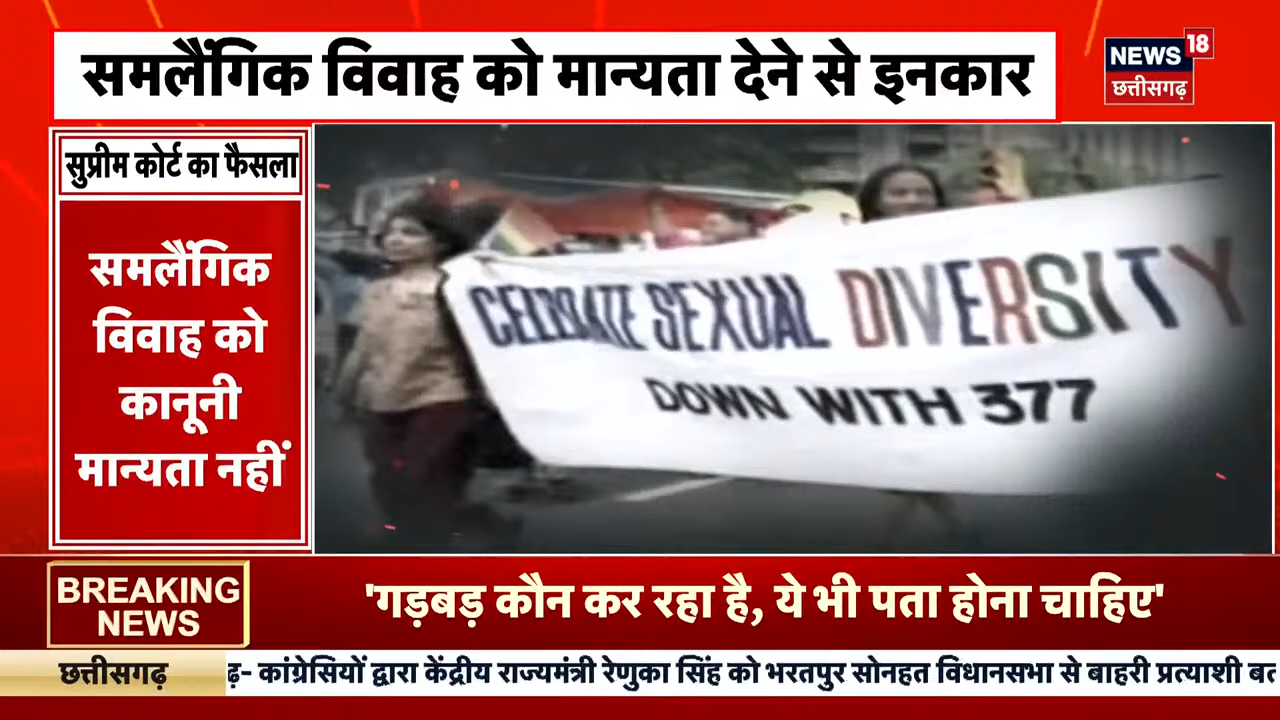 समलैंगिक विवाह को मान्यता देने से इनकार
NEWS 18
छत्तीसगढ़
सुप्रीम कोर्ट का फैसला
समलैंगिक
विवाह को
कानूनी
मान्यता नहीं
CELEBRATE SEXUAL DIVERSITY
DOWN WITH 377
BREAKING
NEWS
'गड़बड़ कौन कर रहा है, ये भी पता होना चाहिए'
छत्तीसगढ़
ढ़- कांग्रेसियों द्वारा केंद्रीय राज्यमंत्री रेणुका सिंह को भरतपुर सोनहत विधानसभा से बाहरी प्रत्याशी